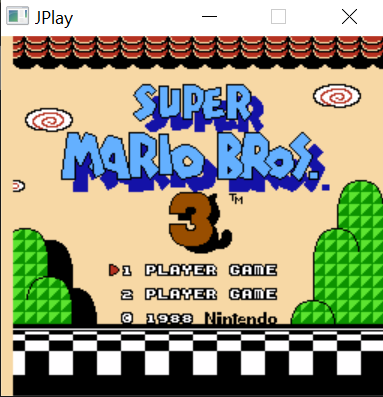 JPlay
SUPER
MARIO BROS.
3 TM
1 PLAYER GAME
2 PLAYER GAME
© 1988 Nintendo